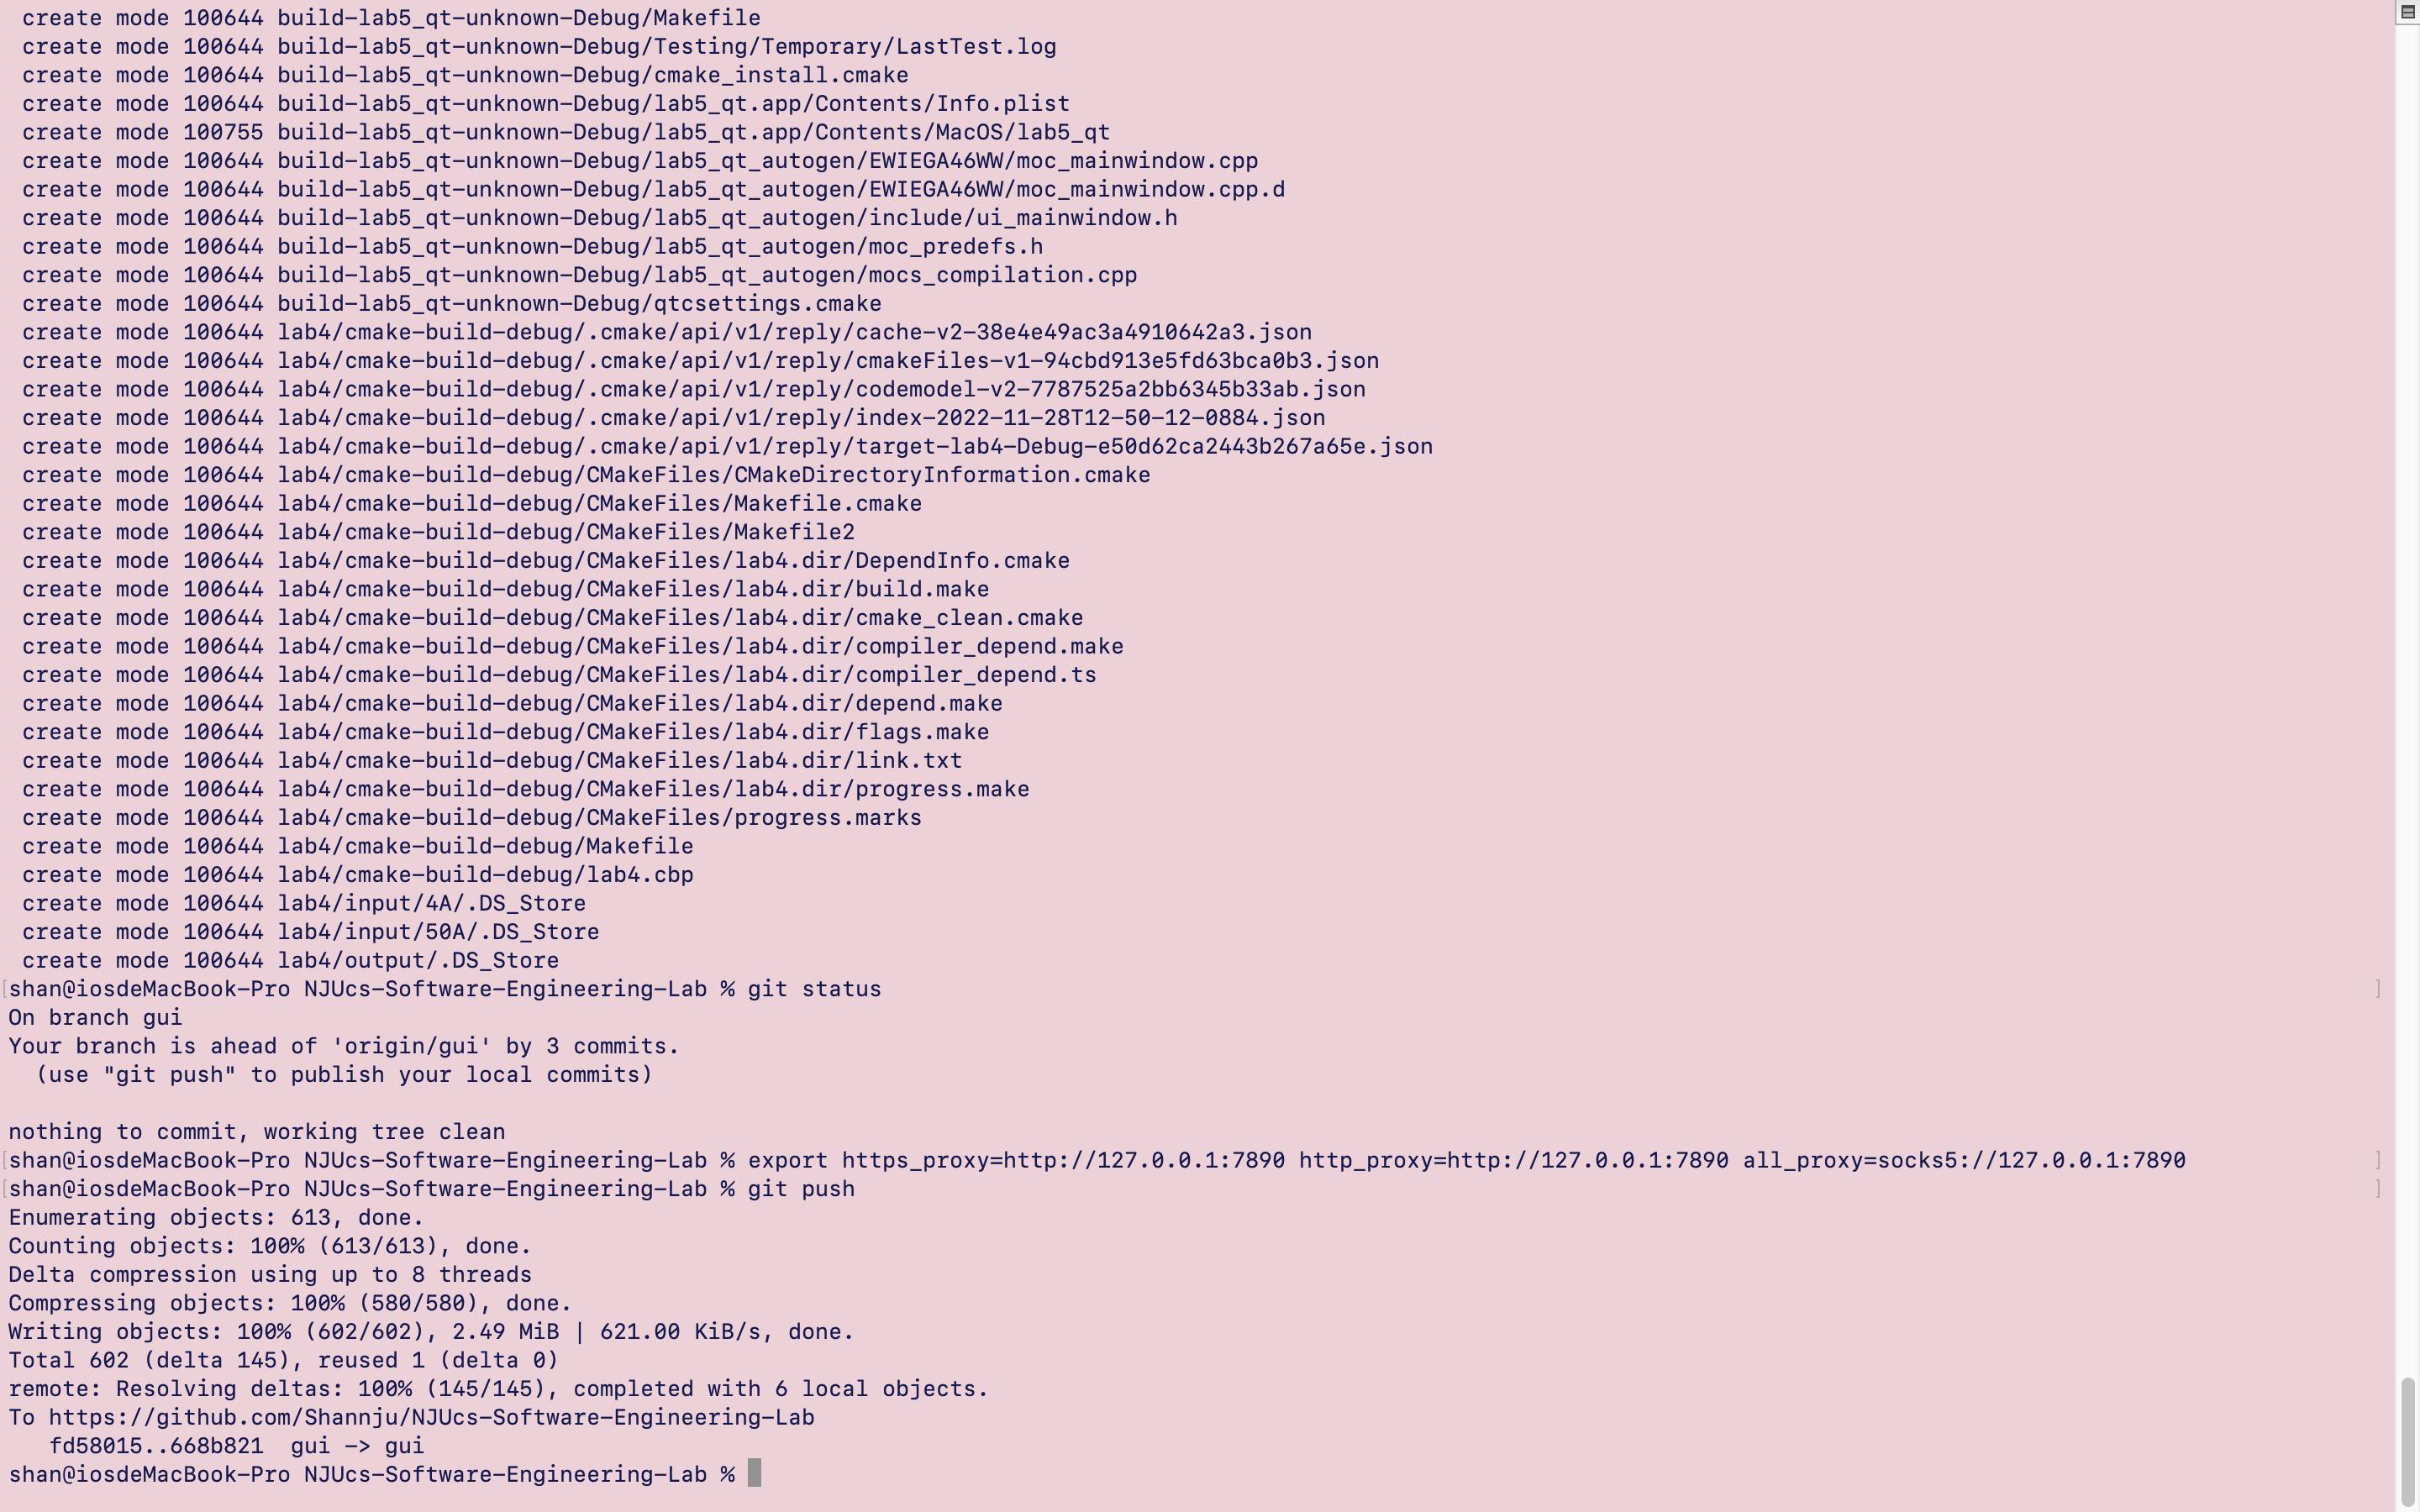 create mode 100644 build-lab5_qt-unknown-Debug/Makefile
create mode 100644 build-lab5_qt-unknown-Debug/Testing/Temporary/LastTest.log
create mode 100644 build-lab5_qt-unknown-Debug/cmake_install.cmake
create mode 100644 build-lab5_qt-unknown-Debug/lab5_qt.app/Contents/Info.plist
create mode 100755 build-lab5_qt-unknown-Debug/lab5_qt.app/Contents/MacOS/lab5_qt
create mode 100644 build-lab5_qt-unknown-Debug/lab5_qt_autogen/EWIEGA46WW/moc_mainwindow.cpp
create mode 100644 build-lab5_qt-unknown-Debug/lab5_qt_autogen/EWIEGA46WW/moc_mainwindow.cpp.d
create mode 100644 build-lab5_qt-unknown-Debug/lab5_qt_autogen/include/ui_mainwindow.h
create mode 100644 build-lab5_qt-unknown-Debug/lab5_qt_autogen/moc_predefs.h
create mode 100644 build-lab5_qt-unknown-Debug/lab5_qt_autogen/mocs_compilation.cpp
create mode 100644 build-lab5_qt-unknown-Debug/qtcsettings.cmake
create mode 100644 lab4/cmake-build-debug/.cmake/api/v1/reply/cache-v2-38e4e49ac3a4910642a3.json
create mode 100644 lab4/cmake-build-debug/.cmake/api/v1/reply/cmakeFiles-v1-94cbd913e5fd63bca0b3.json
create mode 100644 lab4/cmake-build-debug/.cmake/api/v1/reply/codemodel-v2-7787525a2bb6345b33ab.json
create mode 100644 lab4/cmake-build-debug/.cmake/api/v1/reply/index-2022-11-28T12-50-12-0884.json
create mode 100644 lab4/cmake-build-debug/.cmake/api/v1/reply/target-lab4-Debug-e50d62ca2443b267a65e.json
create mode 100644 lab4/cmake-build-debug/CMakeFiles/CMakeDirectoryInformation.cmake
create mode 100644 lab4/cmake-build-debug/CMakeFiles/Makefile.cmake
create mode 100644 lab4/cmake-build-debug/CMakeFiles/Makefile2
create mode 100644 lab4/cmake-build-debug/CMakeFiles/lab4.dir/DependInfo.cmake
create mode 100644 lab4/cmake-build-debug/CMakeFiles/lab4.dir/build.make
create mode 100644 lab4/cmake-build-debug/CMakeFiles/lab4.dir/cmake_clean.cmake
create mode 100644 lab4/cmake-build-debug/CMakeFiles/lab4.dir/compiler_depend.make
create mode 100644 lab4/cmake-build-debug/CMakeFiles/lab4.dir/compiler_depend.ts
create mode 100644 lab4/cmake-build-debug/CMakeFiles/lab4.dir/depend.make
create mode 100644 lab4/cmake-build-debug/CMakeFiles/lab4.dir/flags.make
create mode 100644 lab4/cmake-build-debug/CMakeFiles/lab4.dir/link.txt
create mode 100644 lab4/cmake-build-debug/CMakeFiles/lab4.dir/progress.make
create mode 100644 lab4/cmake-build-debug/CMakeFiles/progress.marks
create mode 100644 lab4/cmake-build-debug/Makefile
create mode 100644 lab4/cmake-build-debug/lab4.cbp
create mode 100644 lab4/input/4A/.DS_Store
create mode 100644 lab4/input/50A/.DS_Store
create mode 100644 lab4/output/.DS_Store
[shan@iosdeMacBook-Pro NJUcs-Software-Engineering-Lab % git status ]
On branch gui
Your branch is ahead of 'origin/gui' by 3 commits.
(use "git push" to publish your local commits)
nothing to commit, working tree clean
[shan@iosdeMacBook-Pro NJUcs-Software-Engineering-Lab % export https_proxy=http://127.0.0.1:7890 http_proxy=http://127.0.0.1:7890 all_proxy=socks5://127.0.0.1:7890 ]
[shan@iosdeMacBook-Pro NJUcs-Software-Engineering-Lab % git push ]
Enumerating objects: 613, done.
Counting objects: 100% (613/613), done.
Delta compression using up to 8 threads
Compressing objects: 100% (580/580), done.
Writing objects: 100% (602/602), 2.49 MiB | 621.00 KiB/s, done.
Total 602 (delta 145), reused 1 (delta 0)
remote: Resolving deltas: 100% (145/145), completed with 6 local objects.
To https://github.com/Shannju/NJUcs-Software-Engineering-Lab
fd58015..668b821  gui -> gui
shan@iosdeMacBook-Pro NJUcs-Software-Engineering-Lab %